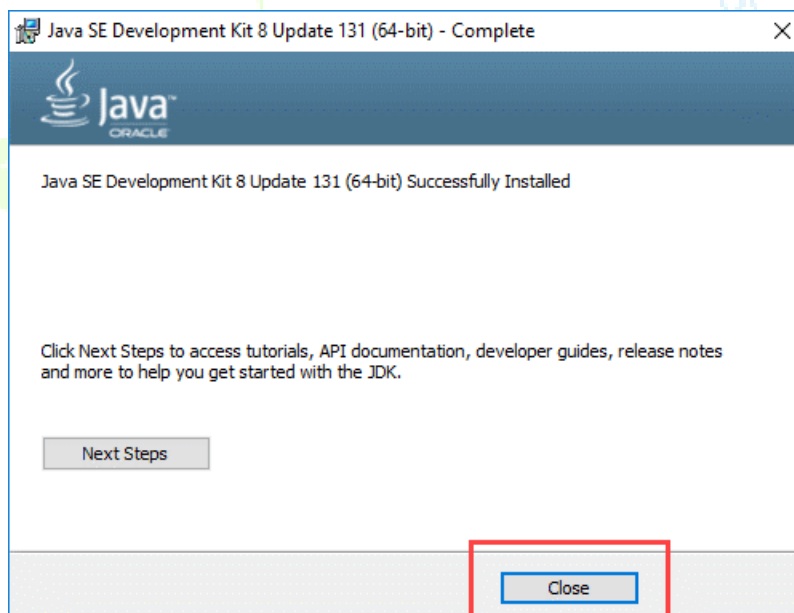 Java SE Development Kit 8 Update 131 (64-bit) - Complete
Java™
ORACLE
Java SE Development Kit 8 Update 131 (64-bit) Successfully Installed
Click Next Steps to access tutorials, API documentation, developer guides, release notes
and more to help you get started with the JDK.
Next Steps
Close